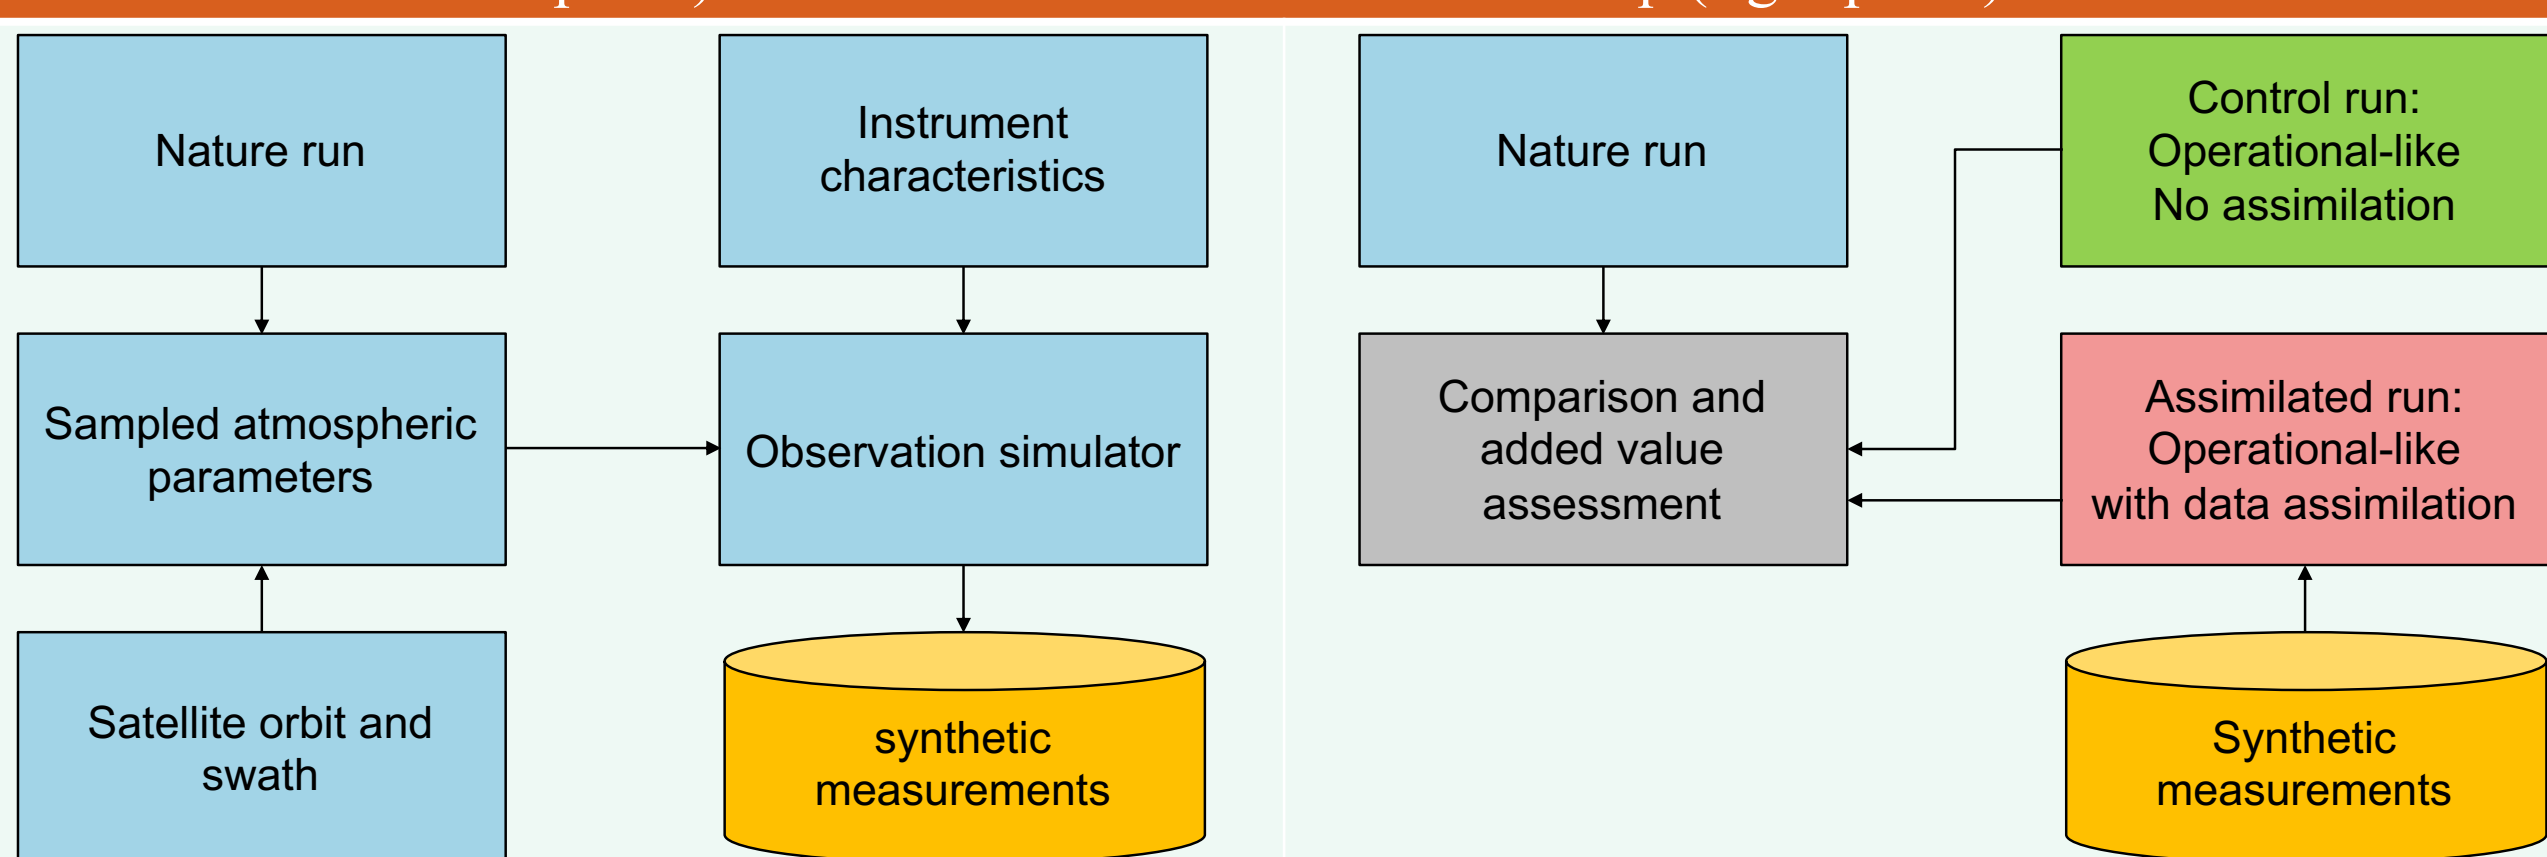 Nature run
Instrument
characteristics
Sampled atmospheric
parameters
Observation simulator
Satellite orbit and
swath
synthetic
measurements
Nature run
Control run:
Operational-like
No assimilation
Comparison and
added value
assessment
Assimilated run:
Operational-like
with data assimilation
Synthetic
measurements